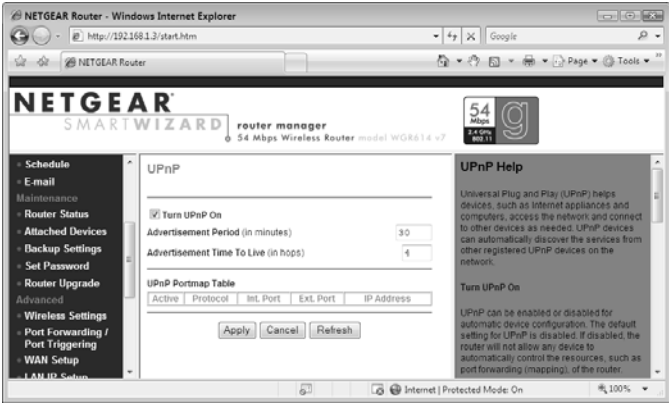 NETGEAR Router - Windows Internet Explorer
http://192.168.1.3/start.htm
Google
NETGEAR Router
Page
Tools
NETGEAR
SMARTWIZARD router manager
54 Mbps Wireless Router model WGR614 v7
54
Mbps
2.4 GHz
802.11
g
Schedule
E-mail
Maintenance
Router Status
Attached Devices
Backup Settings
Set Password
Router Upgrade
Advanced
Wireless Settings
Port Forwarding /
Port Triggering
WAN Setup
LAN IP Setup
UPnP
Turn UPnP On
Advertisement Period (in minutes) 30
Advertisement Time To Live (in hops) 4
UPnP Portmap Table
Active Protocol Int. Port Ext. Port IP Address
Apply Cancel Refresh
UPnP Help
Universal Plug and Play (UPnP) helps
devices, such as Internet appliances and
computers, access the network and connect
to other devices as needed. UPnP devices
can automatically discover the services from
other registered UPnP devices on the
network.
Turn UPnP On
UPnP can be enabled or disabled for
automatic device configuration. The default
setting for UPnP is disabled. If disabled, the
router will not allow any device to
automatically control the resources, such as
port forwarding (mapping), of the router.
Internet | Protected Mode: On
100%